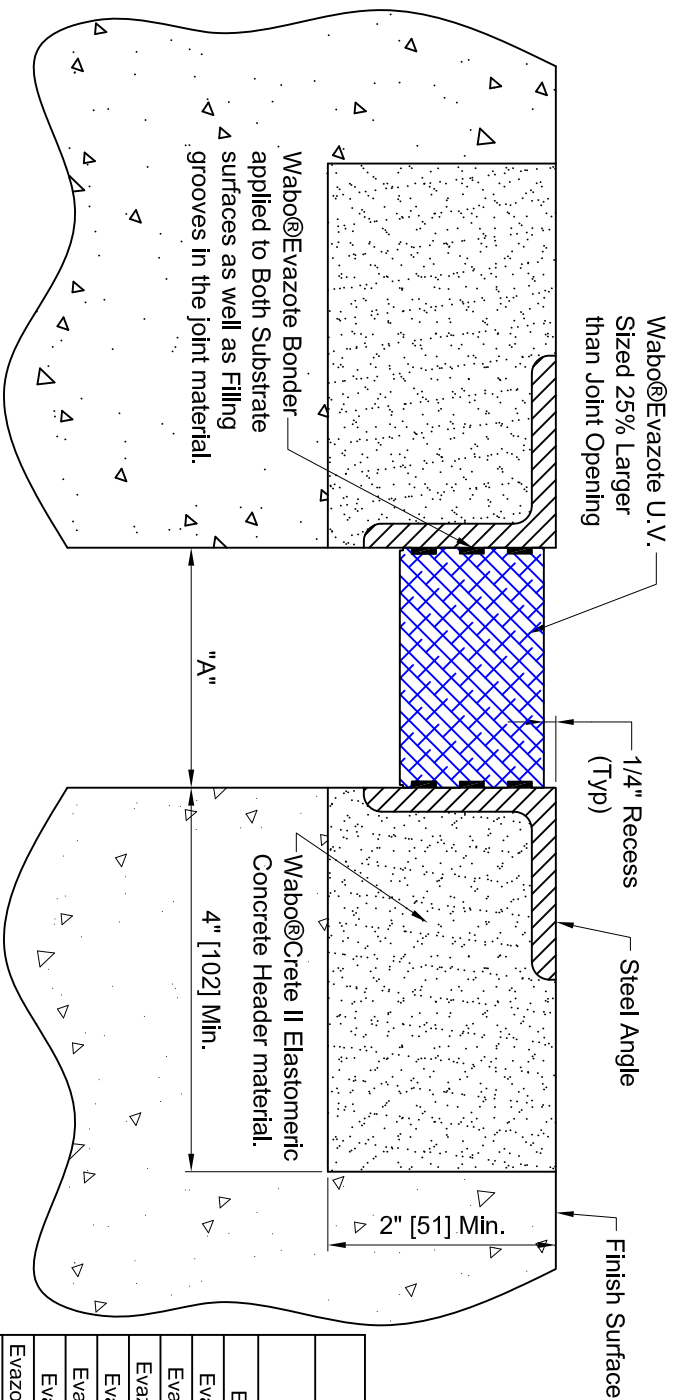 Wabo®Evazote U.V.
Sized 25% Larger
than Joint Opening
1/4" Recess
(Typ)
Steel Angle
Finish Surface
Wabo®Evazote Bonder
applied to Both Substrate
surfaces as well as Fillng
grooves in the joint material.
"A"
Wabo®Crete II Elastomeric
Concrete Header material.
4" [102] Min.
2" [51] Min.